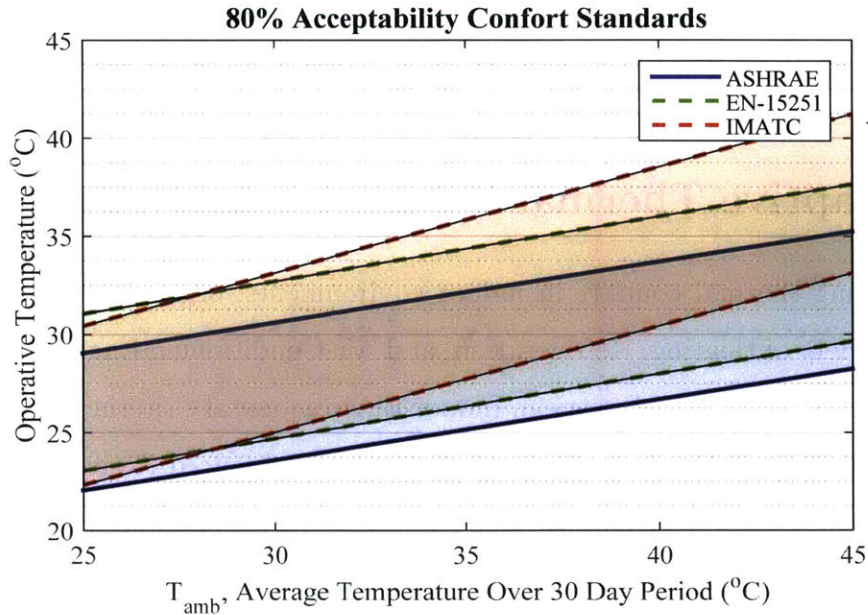 80% Acceptability Confort Standards
45
40
35
30
25
20
Operative Temperature (°C)
ASHRAE
EN-15251
IMATC
25
30
35
40
45
T_amb, Average Temperature Over 30 Day Period (°C)